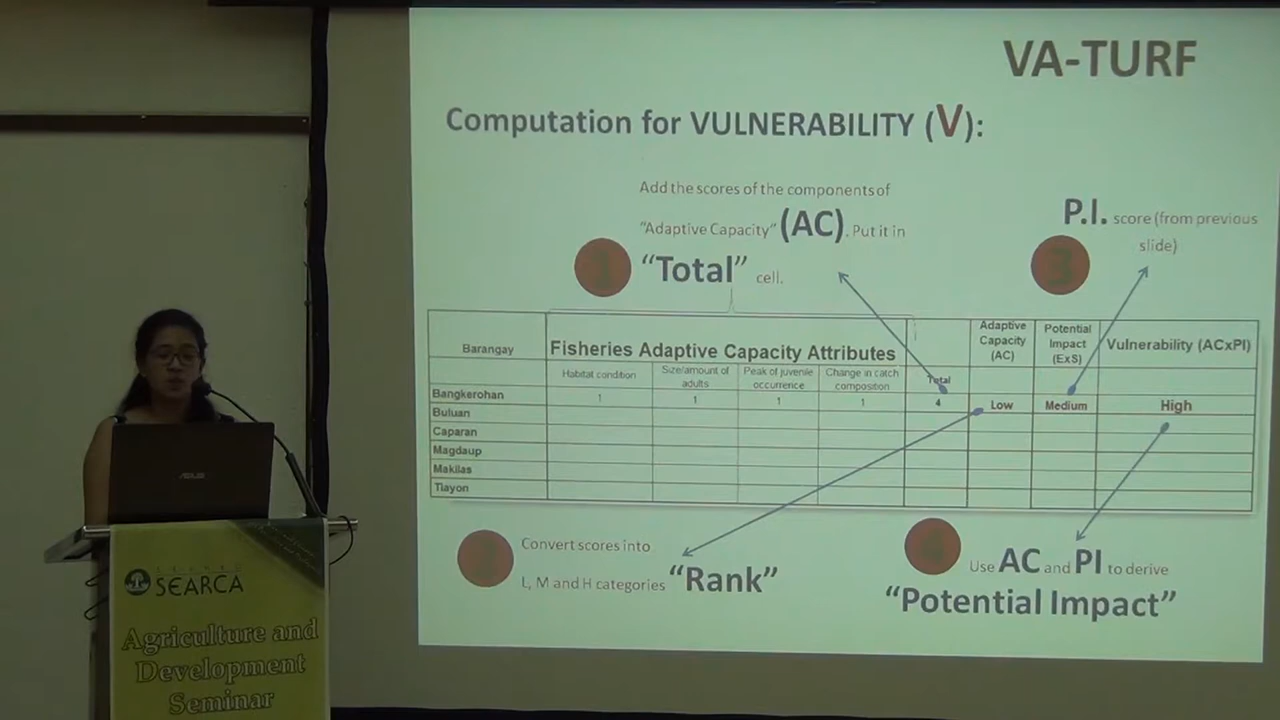 VA-TURF
Computation for VULNERABILITY (V):
Add the scores of the components of
"Adaptive Capacity" (AC). Put it in
"Total" cell.
1
P.I. score (from previous
slide)
3
Barangay
Fisheries Adaptive Capacity Attributes
Adaptive
Capacity
(AC)
Potential
Impact
(ExS)
Vulnerability (ACxPI)
Habitat condition
Size/amount of
adults
Peak of juvenile
occurrence
Change in catch
composition
Total
Bangkerohan 1 1 1 1 4 Low Medium High
Buluan
Caparan
Magdaup
Makilas
Tiayon
Convert scores into
L, M and H categories "Rank"
4
Use AC and PI to derive
"Potential Impact"
ASUS
SEARCA
Agriculture and
Development
Seminar